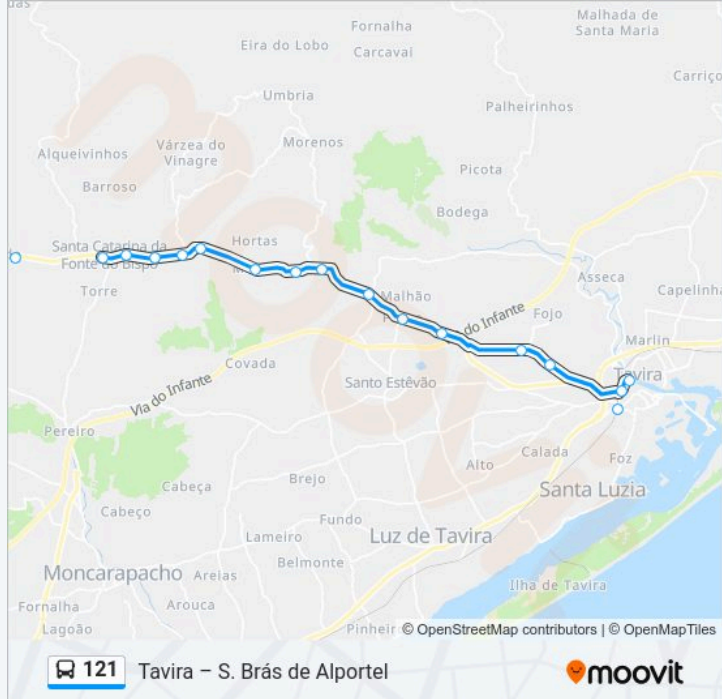 Fornalha
Malhada de
Santa Maria
Eira do Lobo
Carcavai
Carriço
Umbria
Palheirinhos
Várzea do
Vinagre
Morenos
Alqueivinhos
Picota
Barroso
Bodega
Santa Catarina da
Fonte do Bispo
Hortas
Torre
Asseca
Malhão
Capelinha
Via do Infante
Fojo
Marlin
Covada
Tavira
Santo Estêvão
Via do Infante
Pereiro
Calada
Foz
Cabeça
Brejo
Alto
Santa Luzia
Cabeço
Fundo
Lameiro
Luz de Tavira
Belmonte
Moncarapacho
Areias
Ilha de Tavira
Fornalha
Arouca
Lagoão
Pinheir
© OpenStreetMap contributors | © OpenMapTiles
121 Tavira – S. Brás de Alportel
moovit